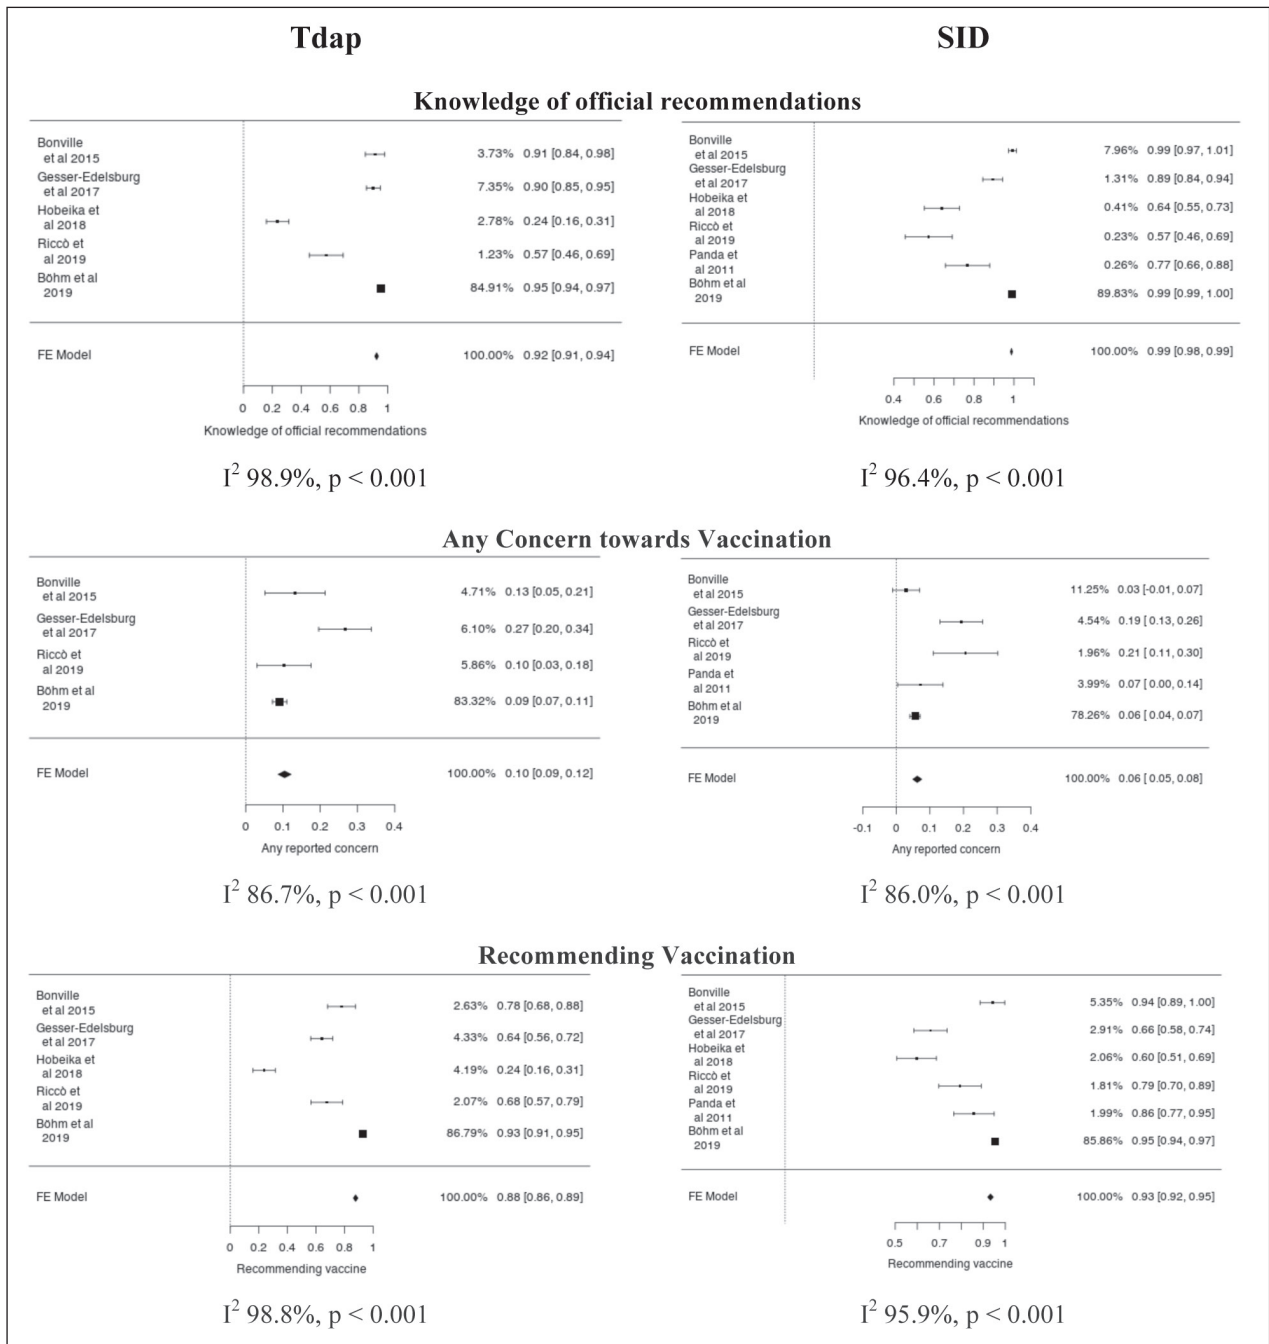 Tdap
SID
Knowledge of official recommendations
Bonville
et al 2015
3.73% 0.91 [0.84, 0.98]
Gesser-Edelsburg
et al 2017
7.35% 0.90 [0.85, 0.95]
Hobeika et
al 2018
2.78% 0.24 [0.16, 0.31]
Riccò et
al 2019
1.23% 0.57 [0.46, 0.69]
Böhm et al
2019
84.91% 0.95 [0.94, 0.97]
FE Model
100.00% 0.92 [0.91, 0.94]
0 0.2 0.4 0.6 0.8 1
Knowledge of official recommendations
I² 98.9%, p < 0.001
Bonville
et al 2015
7.96% 0.99 [0.97, 1.01]
Gesser-Edelsburg
et al 2017
1.31% 0.89 [0.84, 0.94]
Hobeika et
al 2018
0.41% 0.64 [0.55, 0.73]
Riccò et
al 2019
0.23% 0.57 [0.46, 0.69]
Panda et
al 2011
0.26% 0.77 [0.66, 0.88]
Böhm et al
2019
89.83% 0.99 [0.99, 1.00]
FE Model
100.00% 0.99 [0.98, 0.99]
0.4 0.6 0.8 1
Knowledge of official recommendations
I² 96.4%, p < 0.001
Any Concern towards Vaccination
Bonville
et al 2015
4.71% 0.13 [0.05, 0.21]
Gesser-Edelsburg
et al 2017
6.10% 0.27 [0.20, 0.34]
Riccò et
al 2019
5.86% 0.10 [0.03, 0.18]
Böhm et al
2019
83.32% 0.09 [0.07, 0.11]
FE Model
100.00% 0.10 [0.09, 0.12]
0 0.1 0.2 0.3 0.4
Any reported concern
I² 86.7%, p < 0.001
Bonville
et al 2015
11.25% 0.03 [-0.01, 0.07]
Gesser-Edelsburg
et al 2017
4.54% 0.19 [ 0.13, 0.26]
Riccò et
al 2019
1.96% 0.21 [ 0.11, 0.30]
Panda et
al 2011
3.99% 0.07 [ 0.00, 0.14]
Böhm et al
2019
78.26% 0.06 [ 0.04, 0.07]
FE Model
100.00% 0.06 [ 0.05, 0.08]
-0.1 0 0.1 0.2 0.3 0.4
Any reported concern
I² 86.0%, p < 0.001
Recommending Vaccination
Bonville
et al 2015
2.63% 0.78 [0.68, 0.88]
Gesser-Edelsburg
et al 2017
4.33% 0.64 [0.56, 0.72]
Hobeika et
al 2018
4.19% 0.24 [0.16, 0.31]
Riccò et
al 2019
2.07% 0.68 [0.57, 0.79]
Böhm et al
2019
86.79% 0.93 [0.91, 0.95]
FE Model
100.00% 0.88 [0.86, 0.89]
0 0.2 0.4 0.6 0.8 1
Recommending vaccine
I² 98.8%, p < 0.001
Bonville
et al 2015
5.35% 0.94 [0.89, 1.00]
Gesser-Edelsburg
et al 2017
2.91% 0.66 [0.58, 0.74]
Hobeika et
al 2018
2.06% 0.60 [0.51, 0.69]
Riccò et
al 2019
1.81% 0.79 [0.70, 0.89]
Panda et
al 2011
1.99% 0.86 [0.77, 0.95]
Böhm et al
2019
85.86% 0.95 [0.94, 0.97]
FE Model
100.00% 0.93 [0.92, 0.95]
0.5 0.7 0.9 1
Recommending vaccine
I² 95.9%, p < 0.001